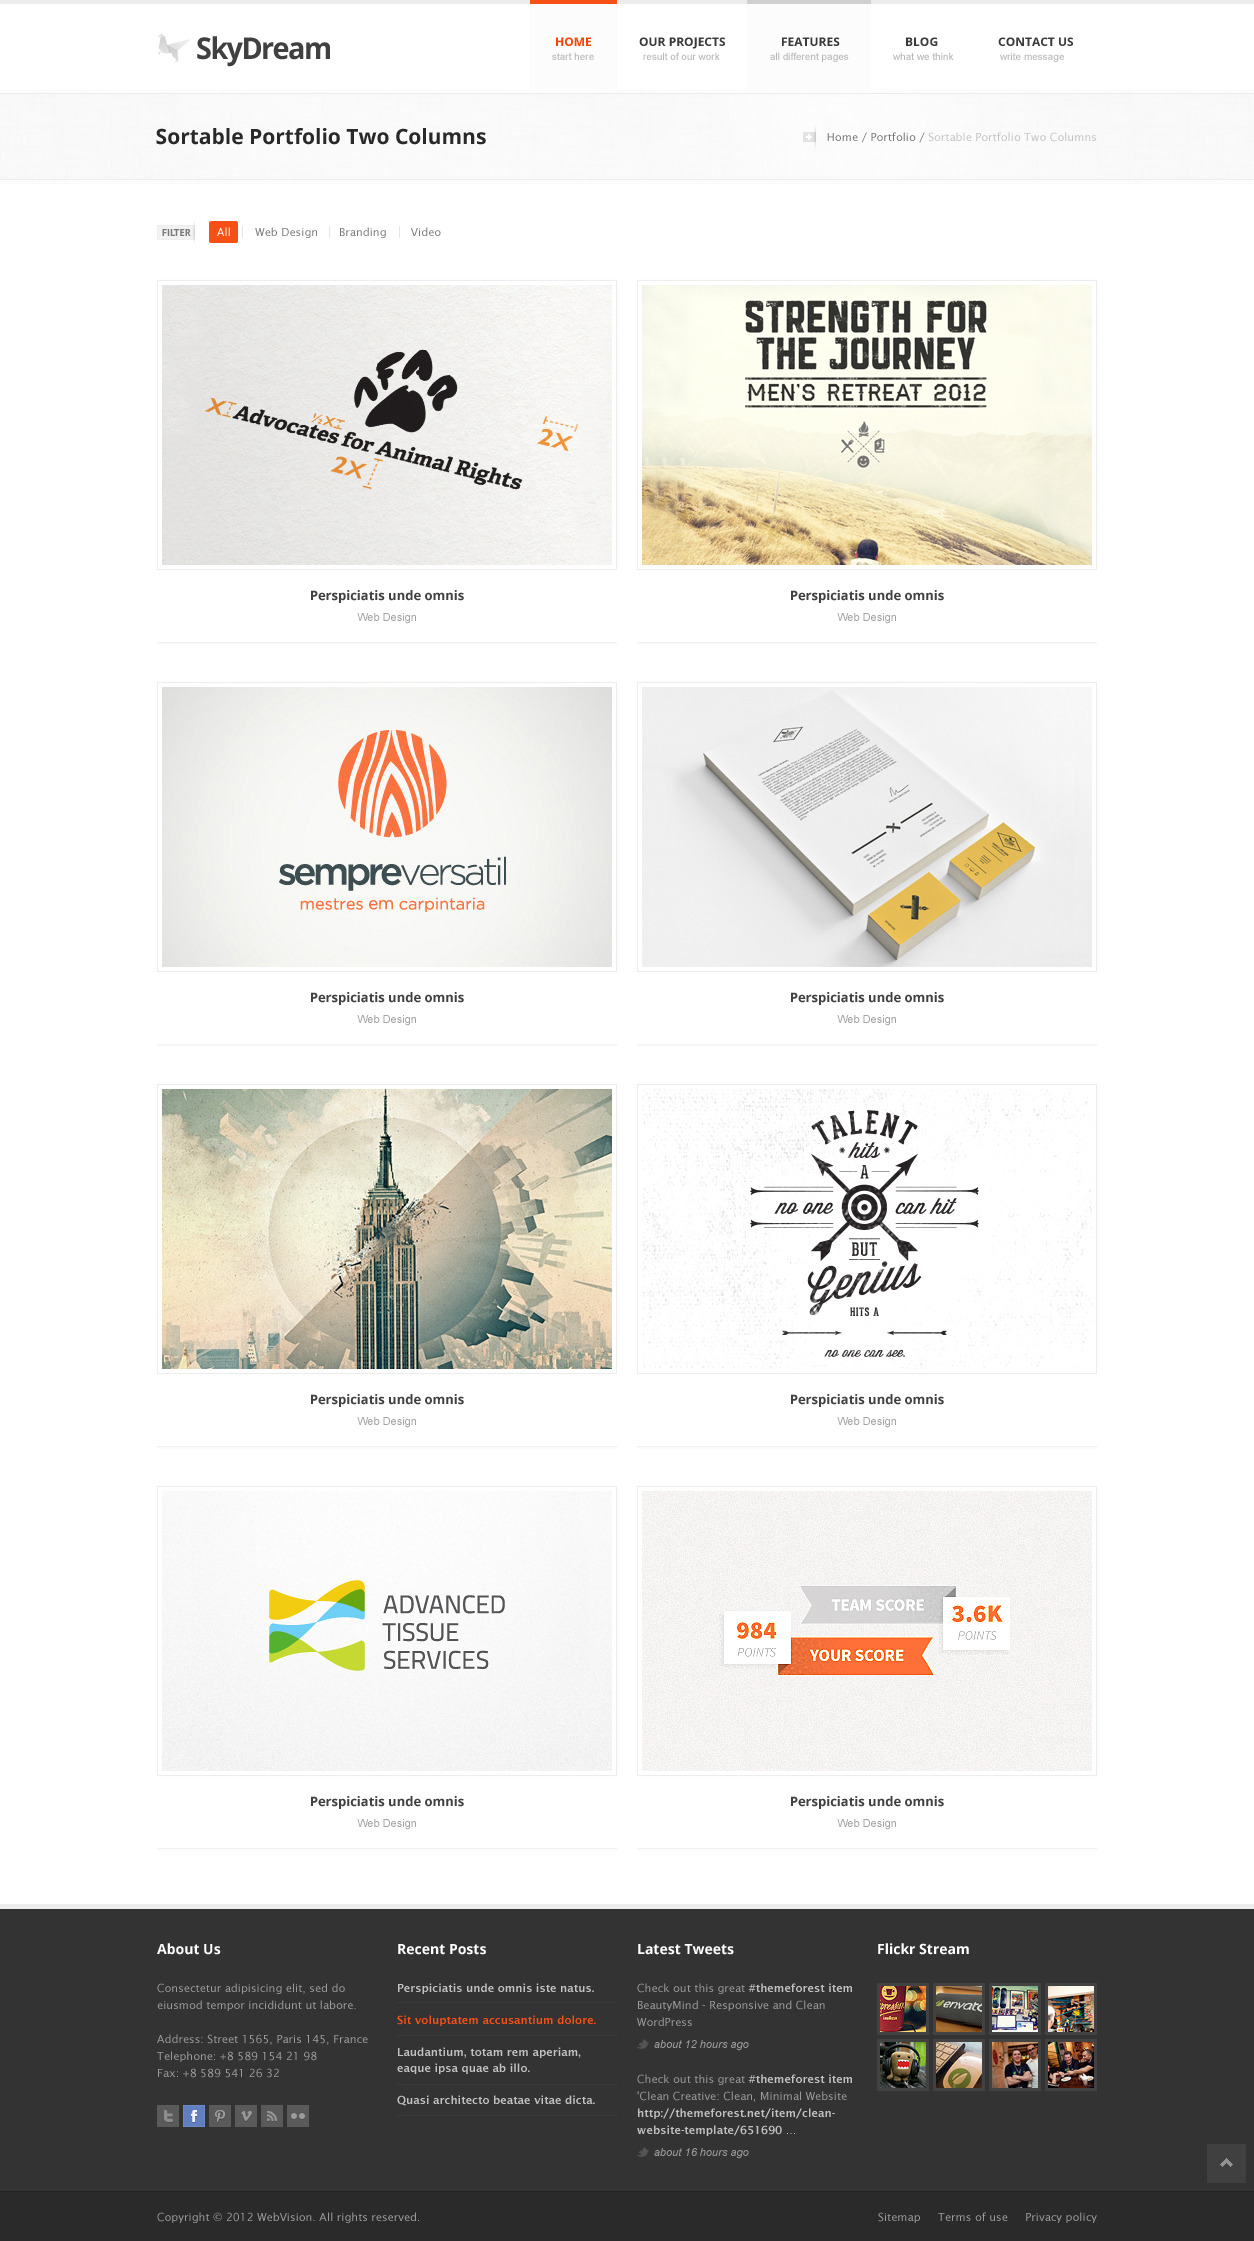 SkyDream
HOME
start here
OUR PROJECTS
result of our work
FEATURES
all different pages
BLOG
what we think
CONTACT US
write message
Sortable Portfolio Two Columns
Home / Portfolio / Sortable Portfolio Two Columns
FILTER All Web Design Branding Video
AFAR
X ½X Advocates for Animal Rights 2X 2X
STRENGTH FOR
THE JOURNEY
MEN'S RETREAT 2012
Perspiciatis unde omnis
Web Design
Perspiciatis unde omnis
Web Design
sempreversatil
mestres em carpintaria
Perspiciatis unde omnis
Web Design
Perspiciatis unde omnis
Web Design
TALENT
hits
A
no one can hit
BUT
Genius
HITS A
no one can see.
Perspiciatis unde omnis
Web Design
Perspiciatis unde omnis
Web Design
ADVANCED
TISSUE
SERVICES
TEAM SCORE
3.6K
POINTS
984
POINTS
YOUR SCORE
Perspiciatis unde omnis
Web Design
Perspiciatis unde omnis
Web Design
About Us
Consectetur adipisicing elit, sed do
eiusmod tempor incididunt ut labore.
Address: Street 1565, Paris 145, France
Telephone: +8 589 154 21 98
Fax: +8 589 541 26 32
Recent Posts
Perspiciatis unde omnis iste natus.
Sit voluptatem accusantium dolore.
Laudantium, totam rem aperiam,
eaque ipsa quae ab illo.
Quasi architecto beatae vitae dicta.
Latest Tweets
Check out this great #themeforest item
BeautyMind - Responsive and Clean
WordPress
about 12 hours ago
Check out this great #themeforest item
'Clean Creative: Clean, Minimal Website
http://themeforest.net/item/clean-
website-template/651690 ...
about 16 hours ago
Flickr Stream
envato
Copyright © 2012 WebVision. All rights reserved.
Sitemap Terms of use Privacy policy